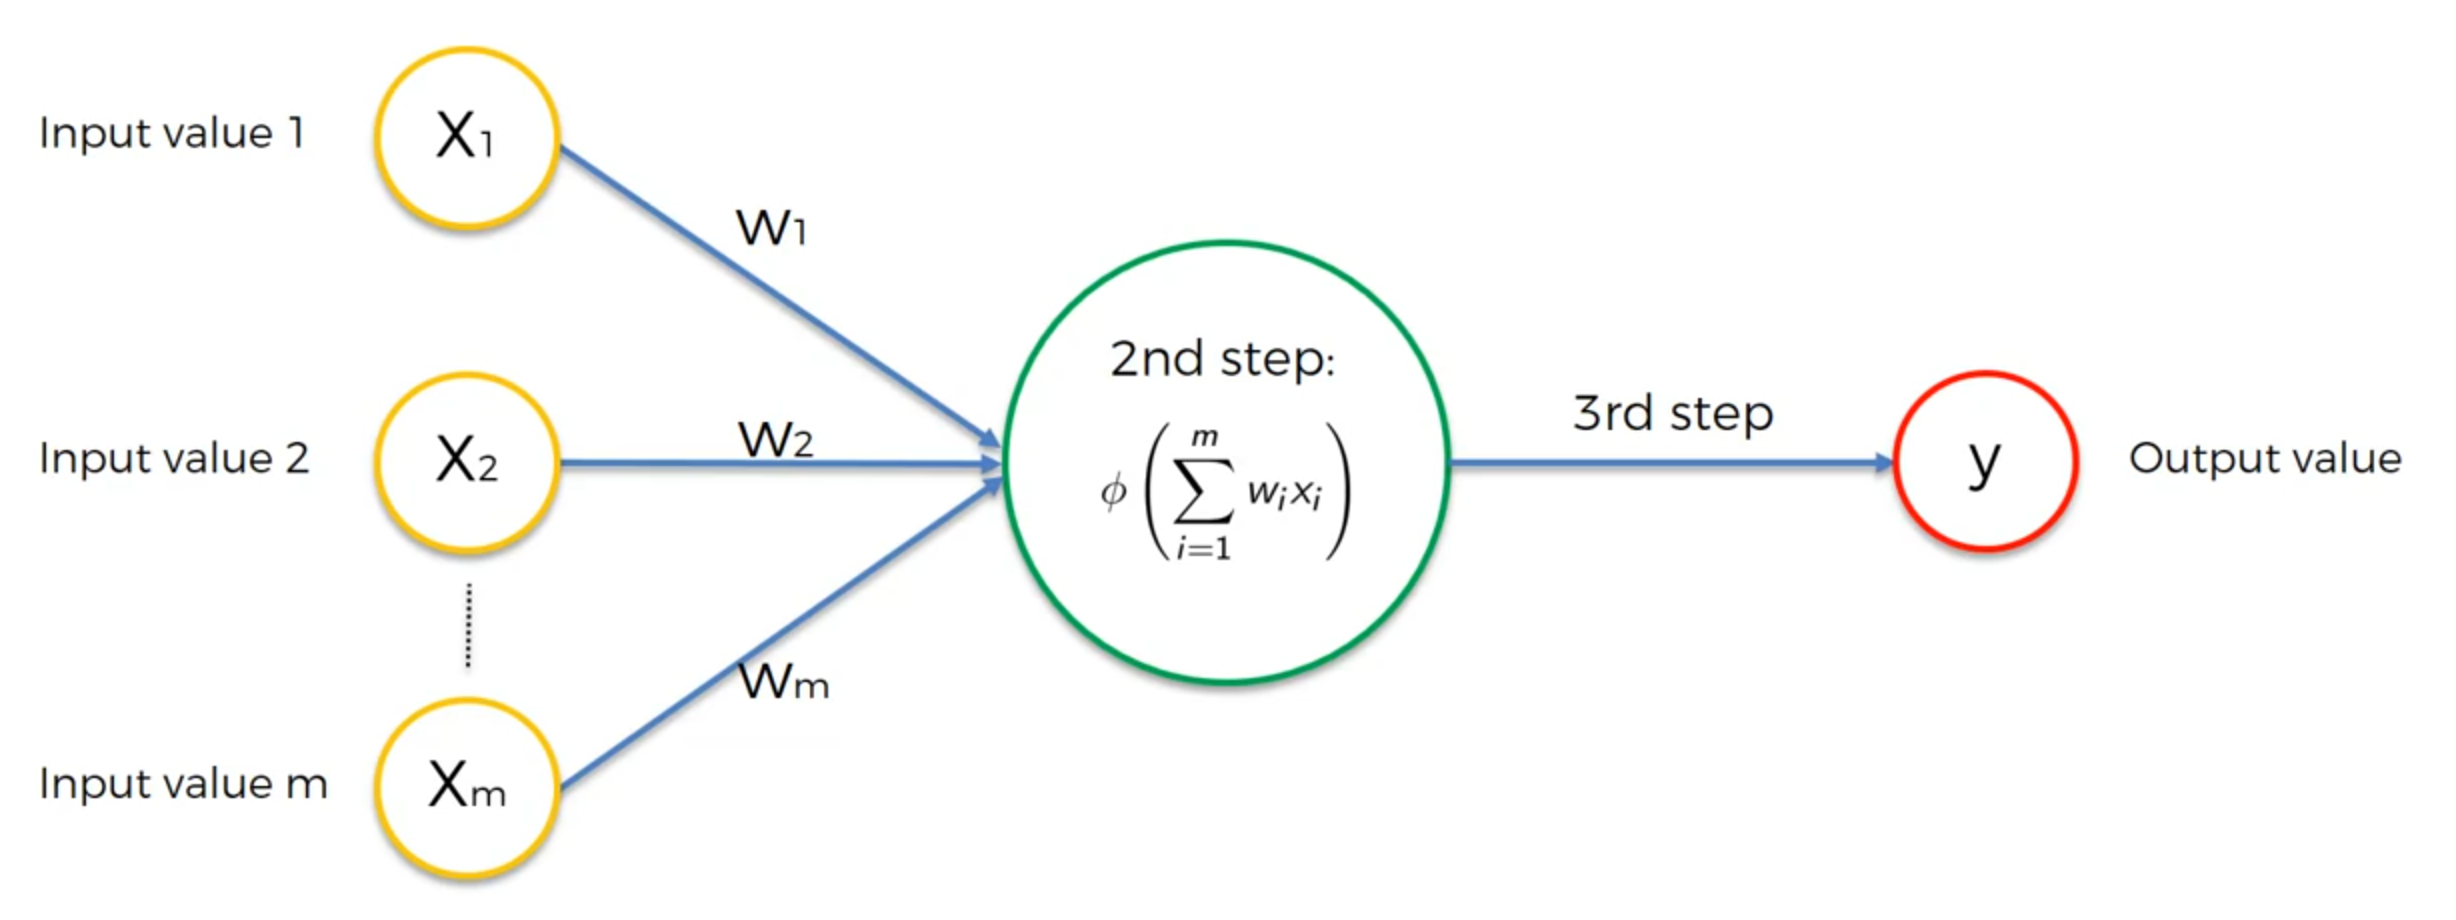 Input value 1
X₁
W₁
2nd step:
Input value 2
X₂
W₂
ϕ(∑ᵢ₌₁ᵐ wᵢxᵢ)
3rd step
y
Output value
Wm
Input value m
Xm